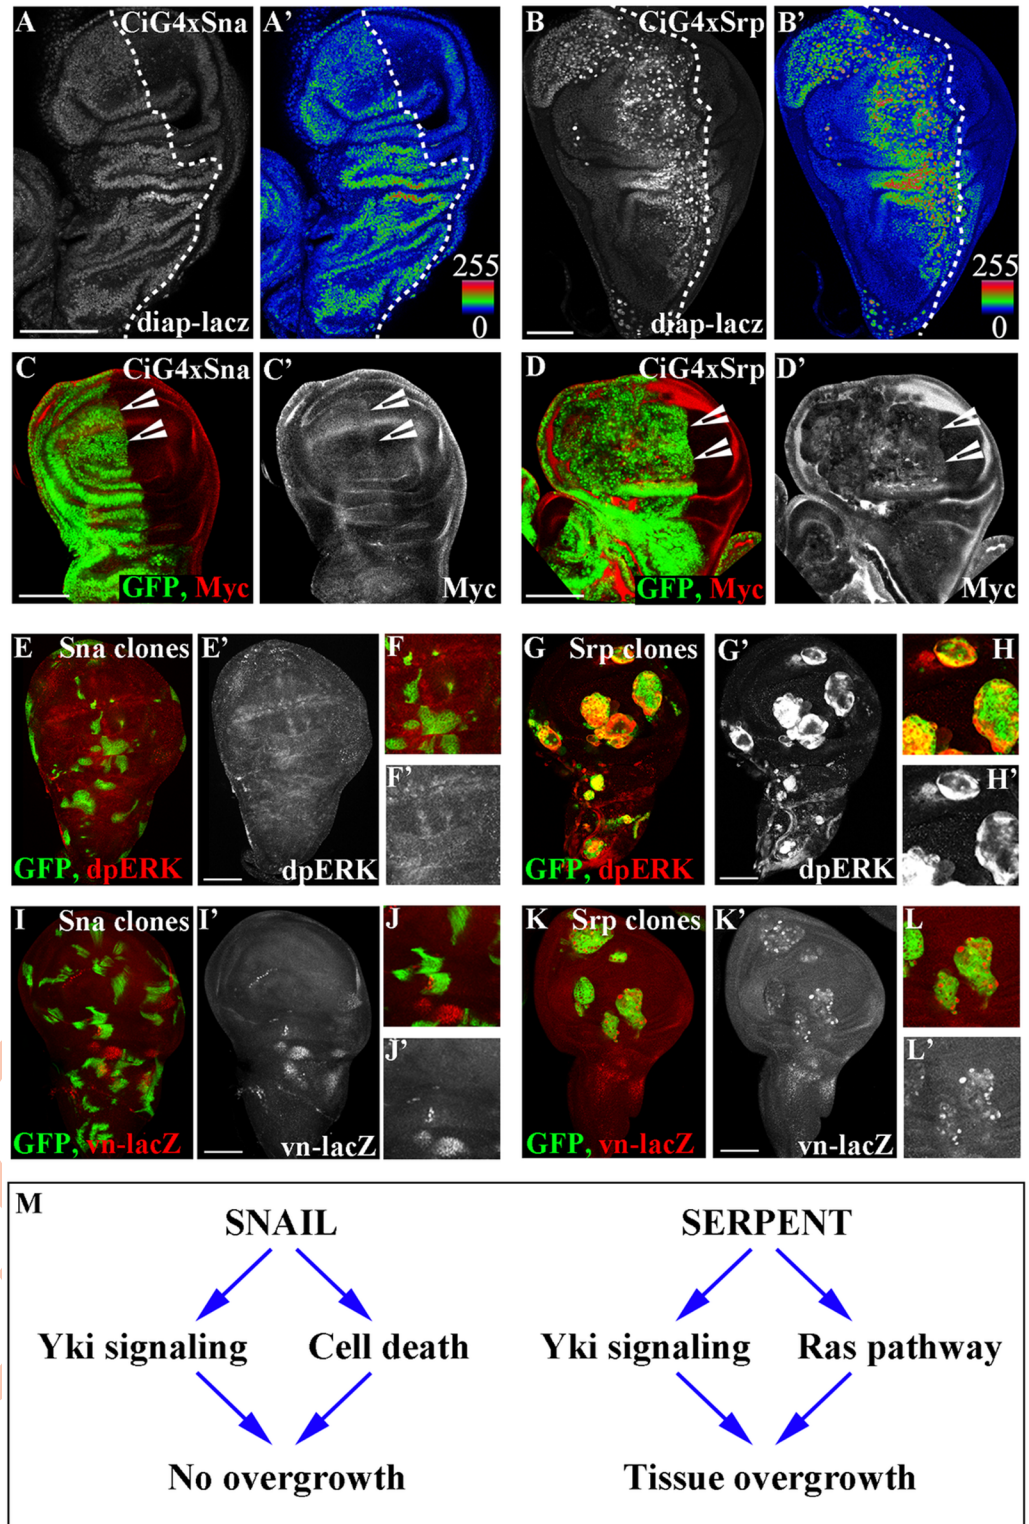 A CiG4xSna A' B CiG4xSrp B'
255 255
0 0
diap-lacz diap-lacz
C CiG4xSna C' D CiG4xSrp D'
GFP, Myc Myc GFP, Myc Myc
E Sna clones E' F G Srp clones G' H
F' H'
GFP, dpERK dpERK GFP, dpERK dpERK
I Sna clones I' J K Srp clones K' L
J' L'
GFP, vn-lacZ vn-lacZ GFP, vn-lacZ vn-lacZ
M
SNAIL SERPENT
Yki signaling Cell death Yki signaling Ras pathway
No overgrowth Tissue overgrowth